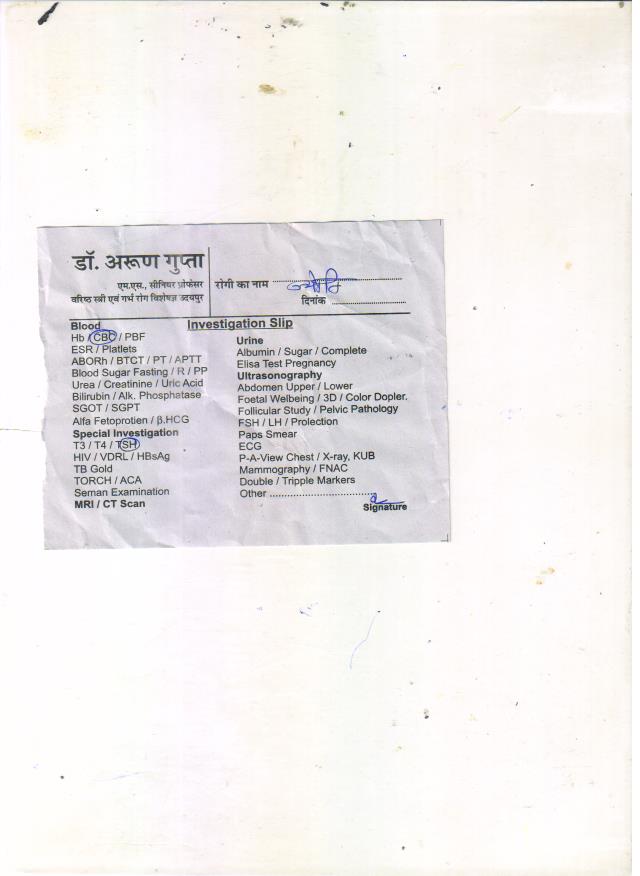 डॉ. अरूण गुप्ता
एम.एस., सीनियर प्रोफेसर
वरिष्ठ स्त्री एवं गर्भ रोग विशेषज्ञ उदयपुर
रोगी का नाम ज्योति
दिनांक
Investigation Slip
Blood
Hb / CBC / PBF
ESR / Platlets
ABORh / BTCT / PT / APTT
Blood Sugar Fasting / R / PP
Urea / Creatinine / Uric Acid
Bilirubin / Alk. Phosphatase
SGOT / SGPT
Alfa Fetoprotien / β.HCG
Special Investigation
T3 / T4 / TSH
HIV / VDRL / HBsAg
TB Gold
TORCH / ACA
Seman Examination
MRI / CT Scan
Urine
Albumin / Sugar / Complete
Elisa Test Pregnancy
Ultrasonography
Abdomen Upper / Lower
Foetal Welbeing / 3D / Color Dopler.
Follicular Study / Pelvic Pathology
FSH / LH / Prolection
Paps Smear
ECG
P-A-View Chest / X-ray, KUB
Mammography / FNAC
Double / Tripple Markers
Other
Signature